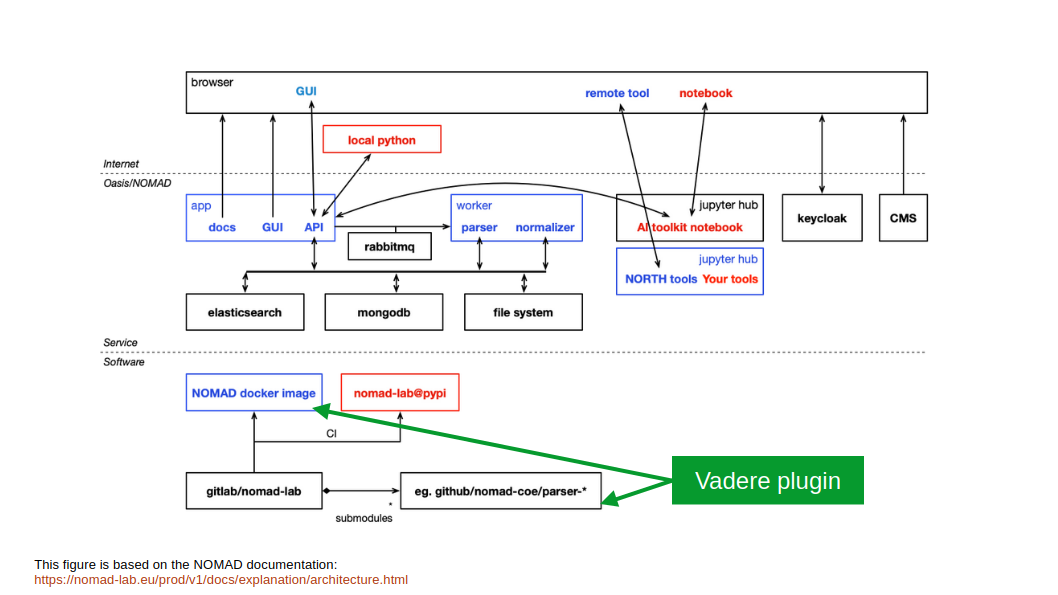 browser
GUI
remote tool
notebook
local python
Internet
Oasis/NOMAD
app
docs
GUI
API
worker
parser
normalizer
jupyter hub
AI toolkit notebook
keycloak
CMS
rabbitmq
jupyter hub
NORTH tools
Your tools
elasticsearch
mongodb
file system
Service
Software
NOMAD docker image
nomad-lab@pypi
CI
Vadere plugin
gitlab/nomad-lab
eg. github/nomad-coe/parser-*
*
submodules
This figure is based on the NOMAD documentation:
https://nomad-lab.eu/prod/v1/docs/explanation/architecture.html